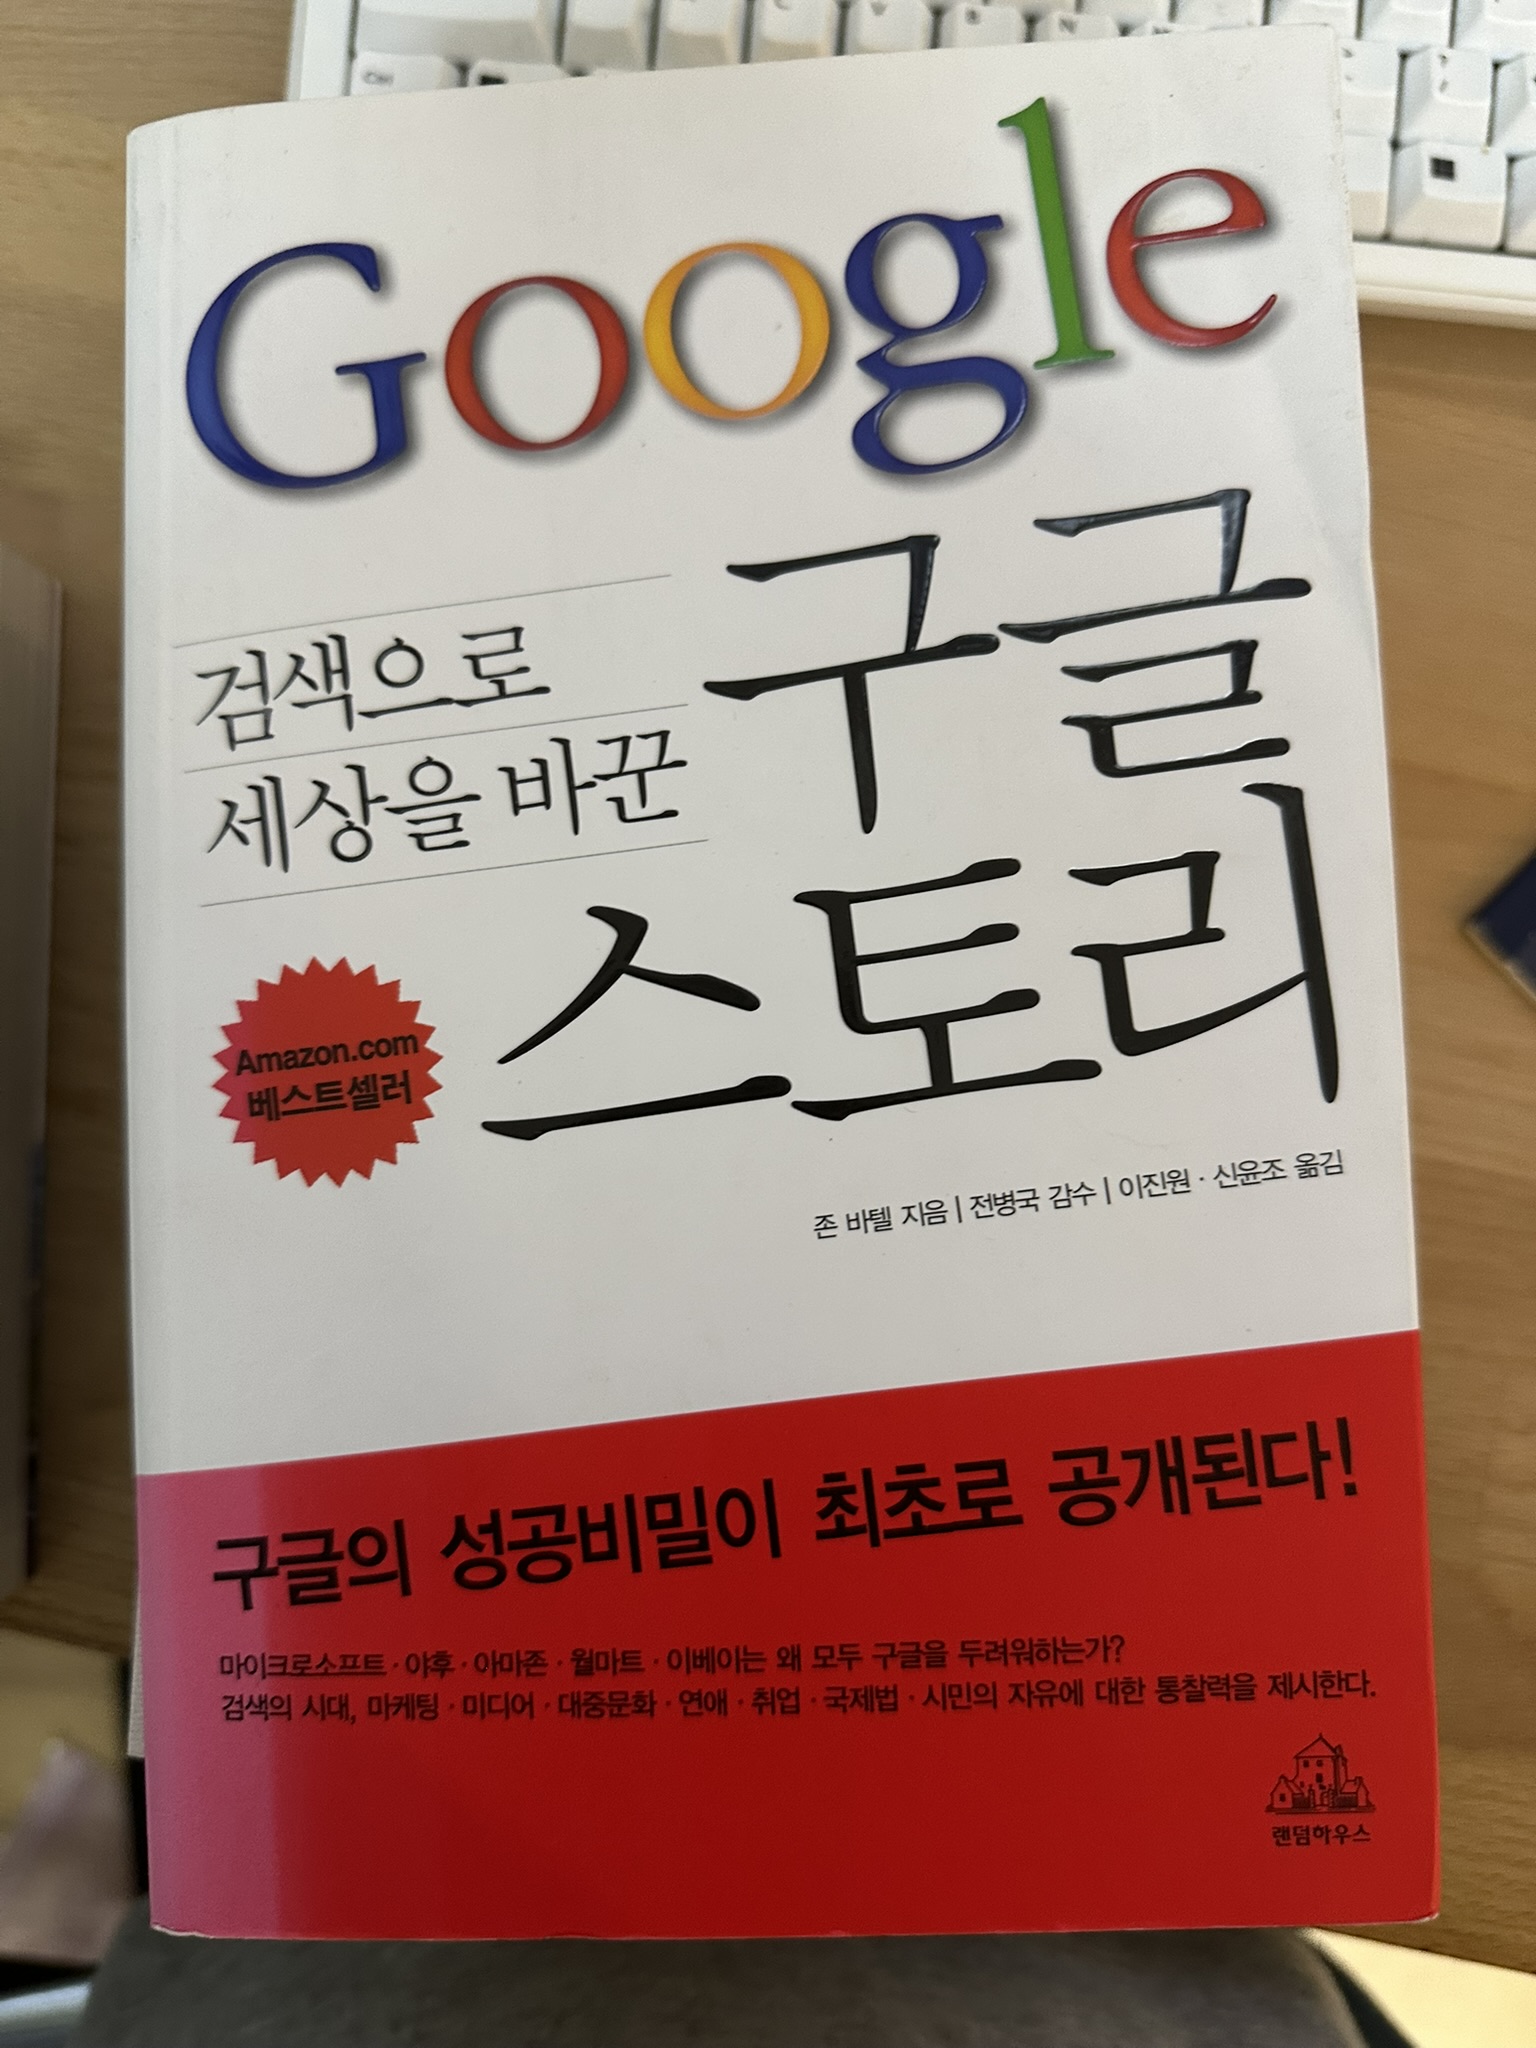 Google
검색으로
세상을 바꾼
구글
스토리
Amazon.com
베스트셀러
존 바텔 지음 | 전병국 감수 | 이진원 · 신윤조 옮김
구글의 성공비밀이 최초로 공개된다!
마이크로소프트 · 야후 · 아마존 · 월마트 · 이베이는 왜 모두 구글을 두려워하는가?
검색의 시대, 마케팅 · 미디어 · 대중문화 · 연애 · 취업 · 국제법 · 시민의 자유에 대한 통찰력을 제시한다.
랜덤하우스